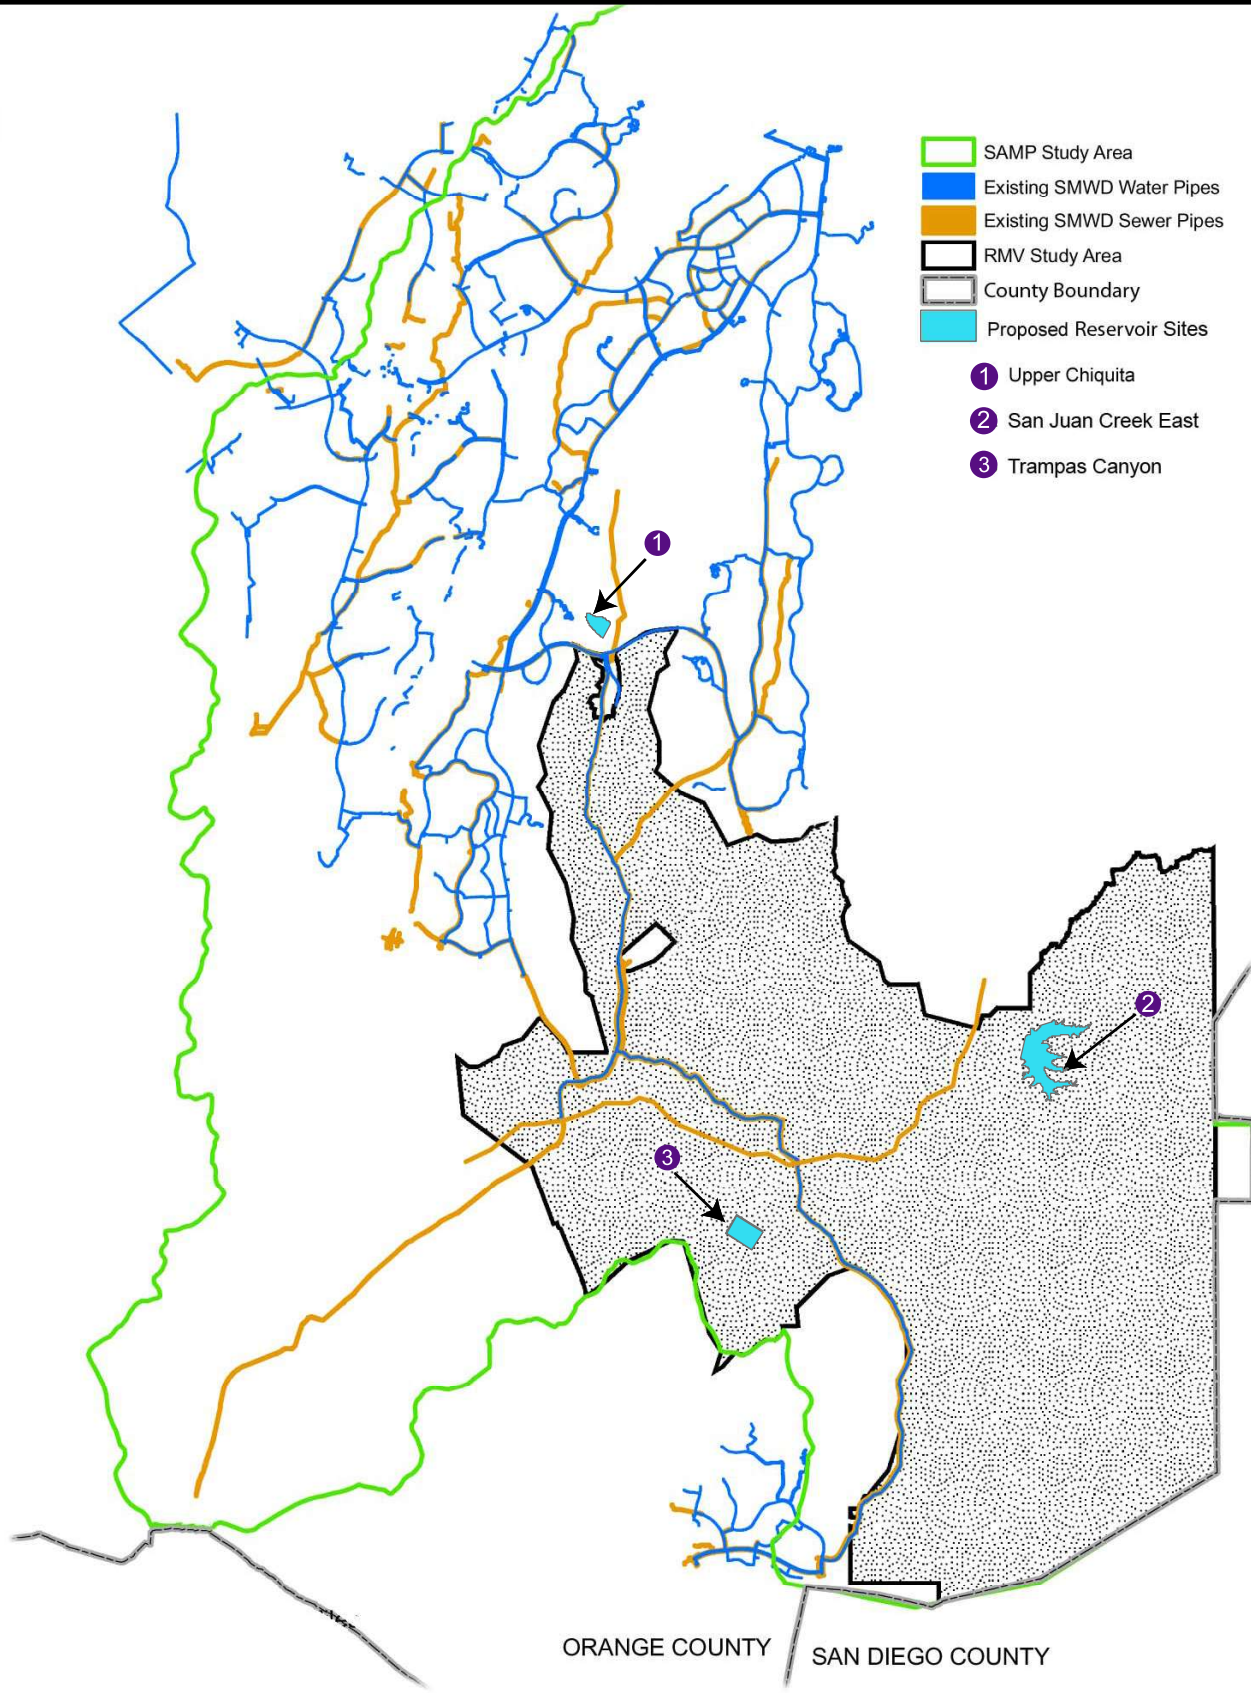 SAMP Study Area
Existing SMWD Water Pipes
Existing SMWD Sewer Pipes
RMV Study Area
County Boundary
Proposed Reservoir Sites
1 Upper Chiquita
2 San Juan Creek East
3 Trampas Canyon
1
2
3
ORANGE COUNTY
SAN DIEGO COUNTY